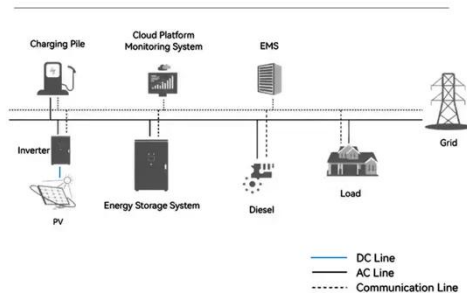 Charging Pile
Cloud Platform
Monitoring System
EMS
Grid
Inverter
PV
Energy Storage System
Diesel
Load
DC Line
AC Line
Communication Line